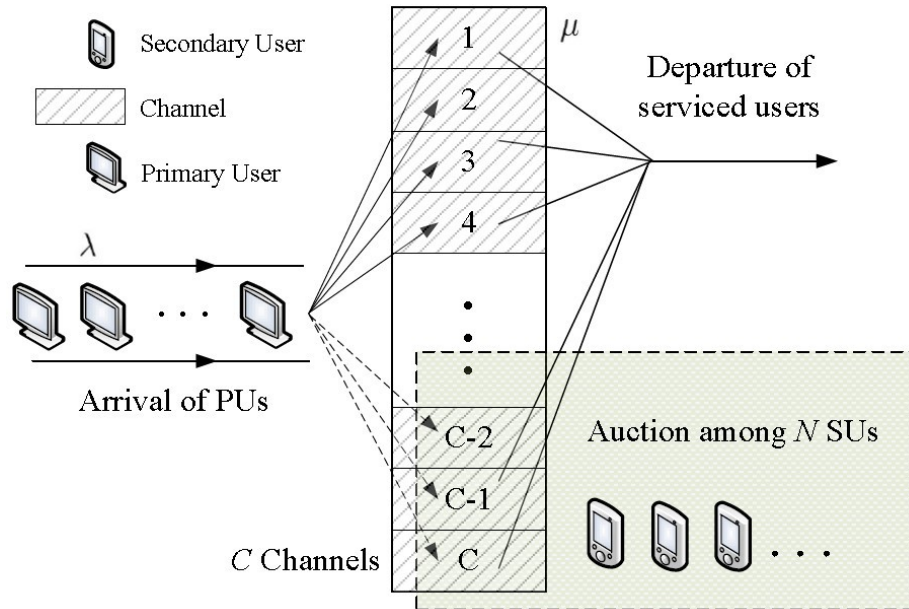 Secondary User
Channel
Primary User
λ
. . .
Arrival of PUs
1
2
3
4
C-2
C-1
C
C Channels
μ
Departure of
serviced users
Auction among N SUs
. . .